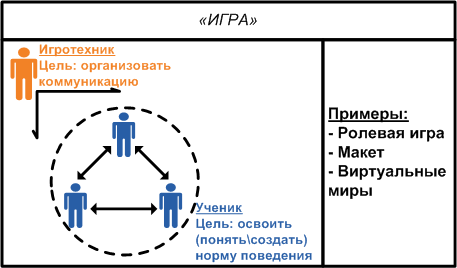 «ИГРА»
Игротехник
Цель: организовать
коммуникацию
Ученик
Цель: освоить
(понять\создать)
норму поведения
Примеры:
- Ролевая игра
- Макет
- Виртуальные
миры